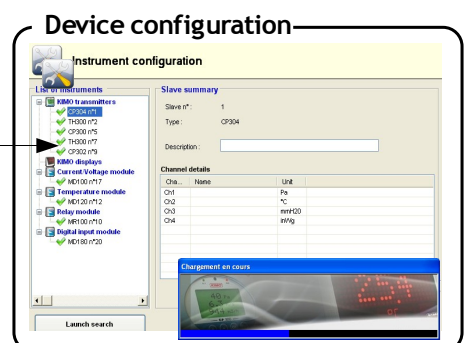 Device configuration
Instrument configuration
List of instruments
KIMO transmitters
CP304 n°1
TH300 n°2
CP300 n°5
TH300 n°7
CP302 n°9
KIMO displays
Current/Voltage module
MD100 n°17
Temperature module
MD120 n°12
Relay module
MR100 n°10
Digital input module
MD180 n°20
Launch search
Slave summary
Slave n° : 1
Type : CP304
Description :
Channel details
Cha... Name Unit
Ch1 Pa
Ch2 °C
Ch3 mmH20
Ch4 inWg
Chargement en cours